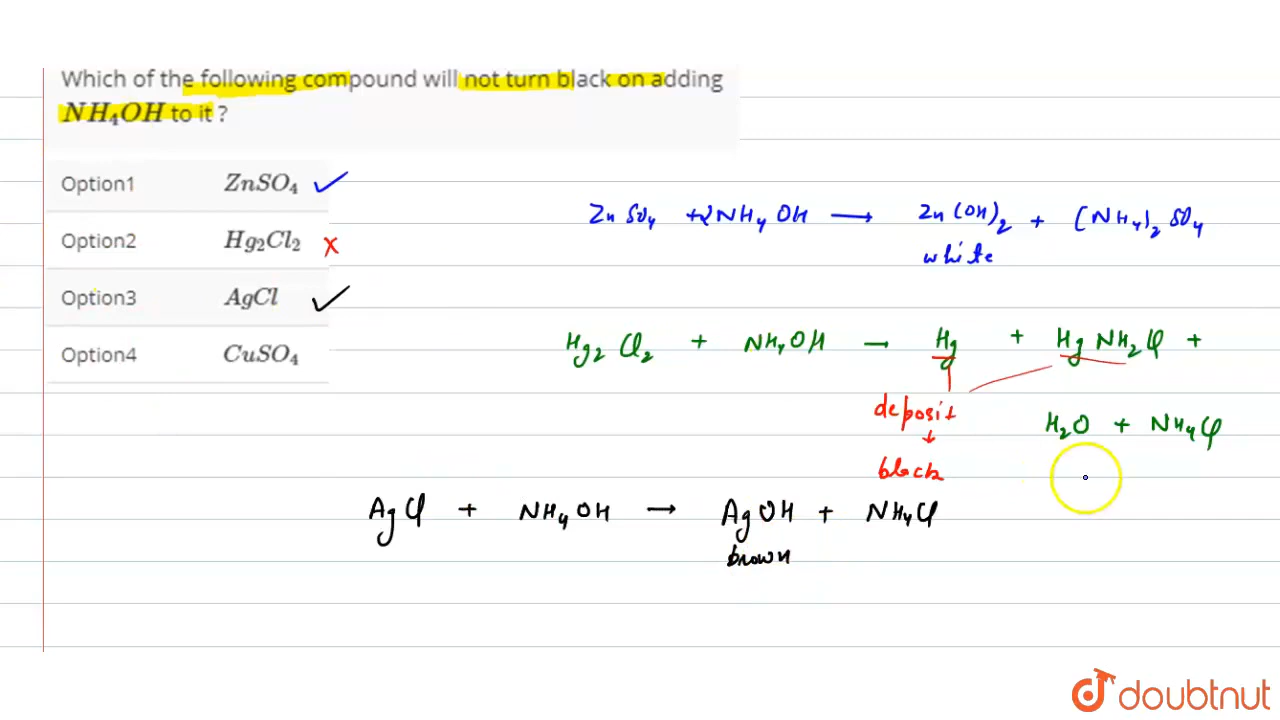 Which of the following compound will not turn black on adding
NH₄OH to it ?
Option1 ZnSO₄ ✓
Option2 Hg₂Cl₂ x
Option3 AgCl ✓
Option4 CuSO₄
Zn SO₄ + 2NH₄OH → Zn(OH)₂ + (NH₄)₂SO₄
white
Hg₂Cl₂ + NH₄OH → Hg + HgNH₂Cl +
deposit
H₂O + NH₄Cl
↓
black
AgCl + NH₄OH → AgOH + NH₄Cl
brown
doubtnut